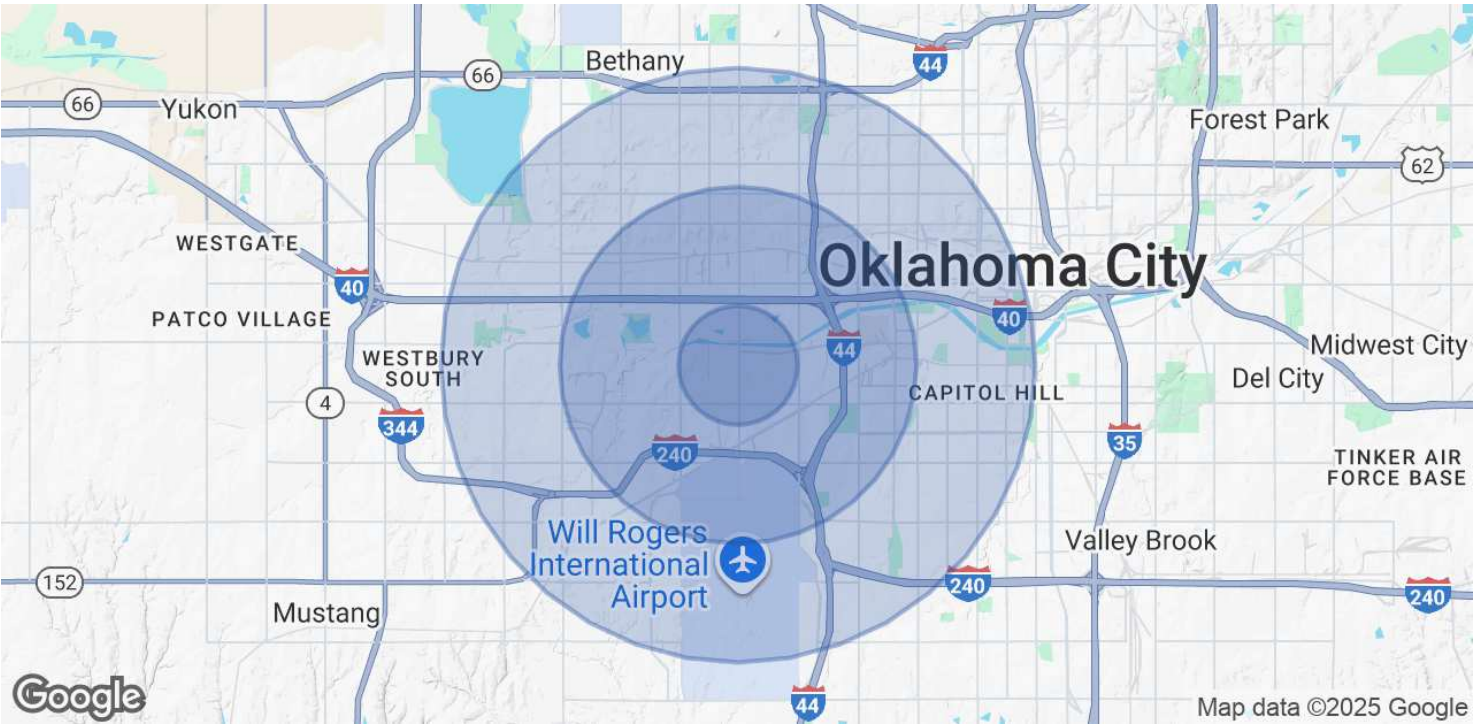 Bethany
44
66
66
Yukon
Forest Park
62
WESTGATE
Oklahoma City
40
PATCO VILLAGE
40
44
Midwest City
WESTBURY
SOUTH
Del City
CAPITOL HILL
4
344
35
240
TINKER AIR
FORCE BASE
Will Rogers
International
Airport
Valley Brook
152
240
240
Mustang
Google
44
Map data ©2025 Google